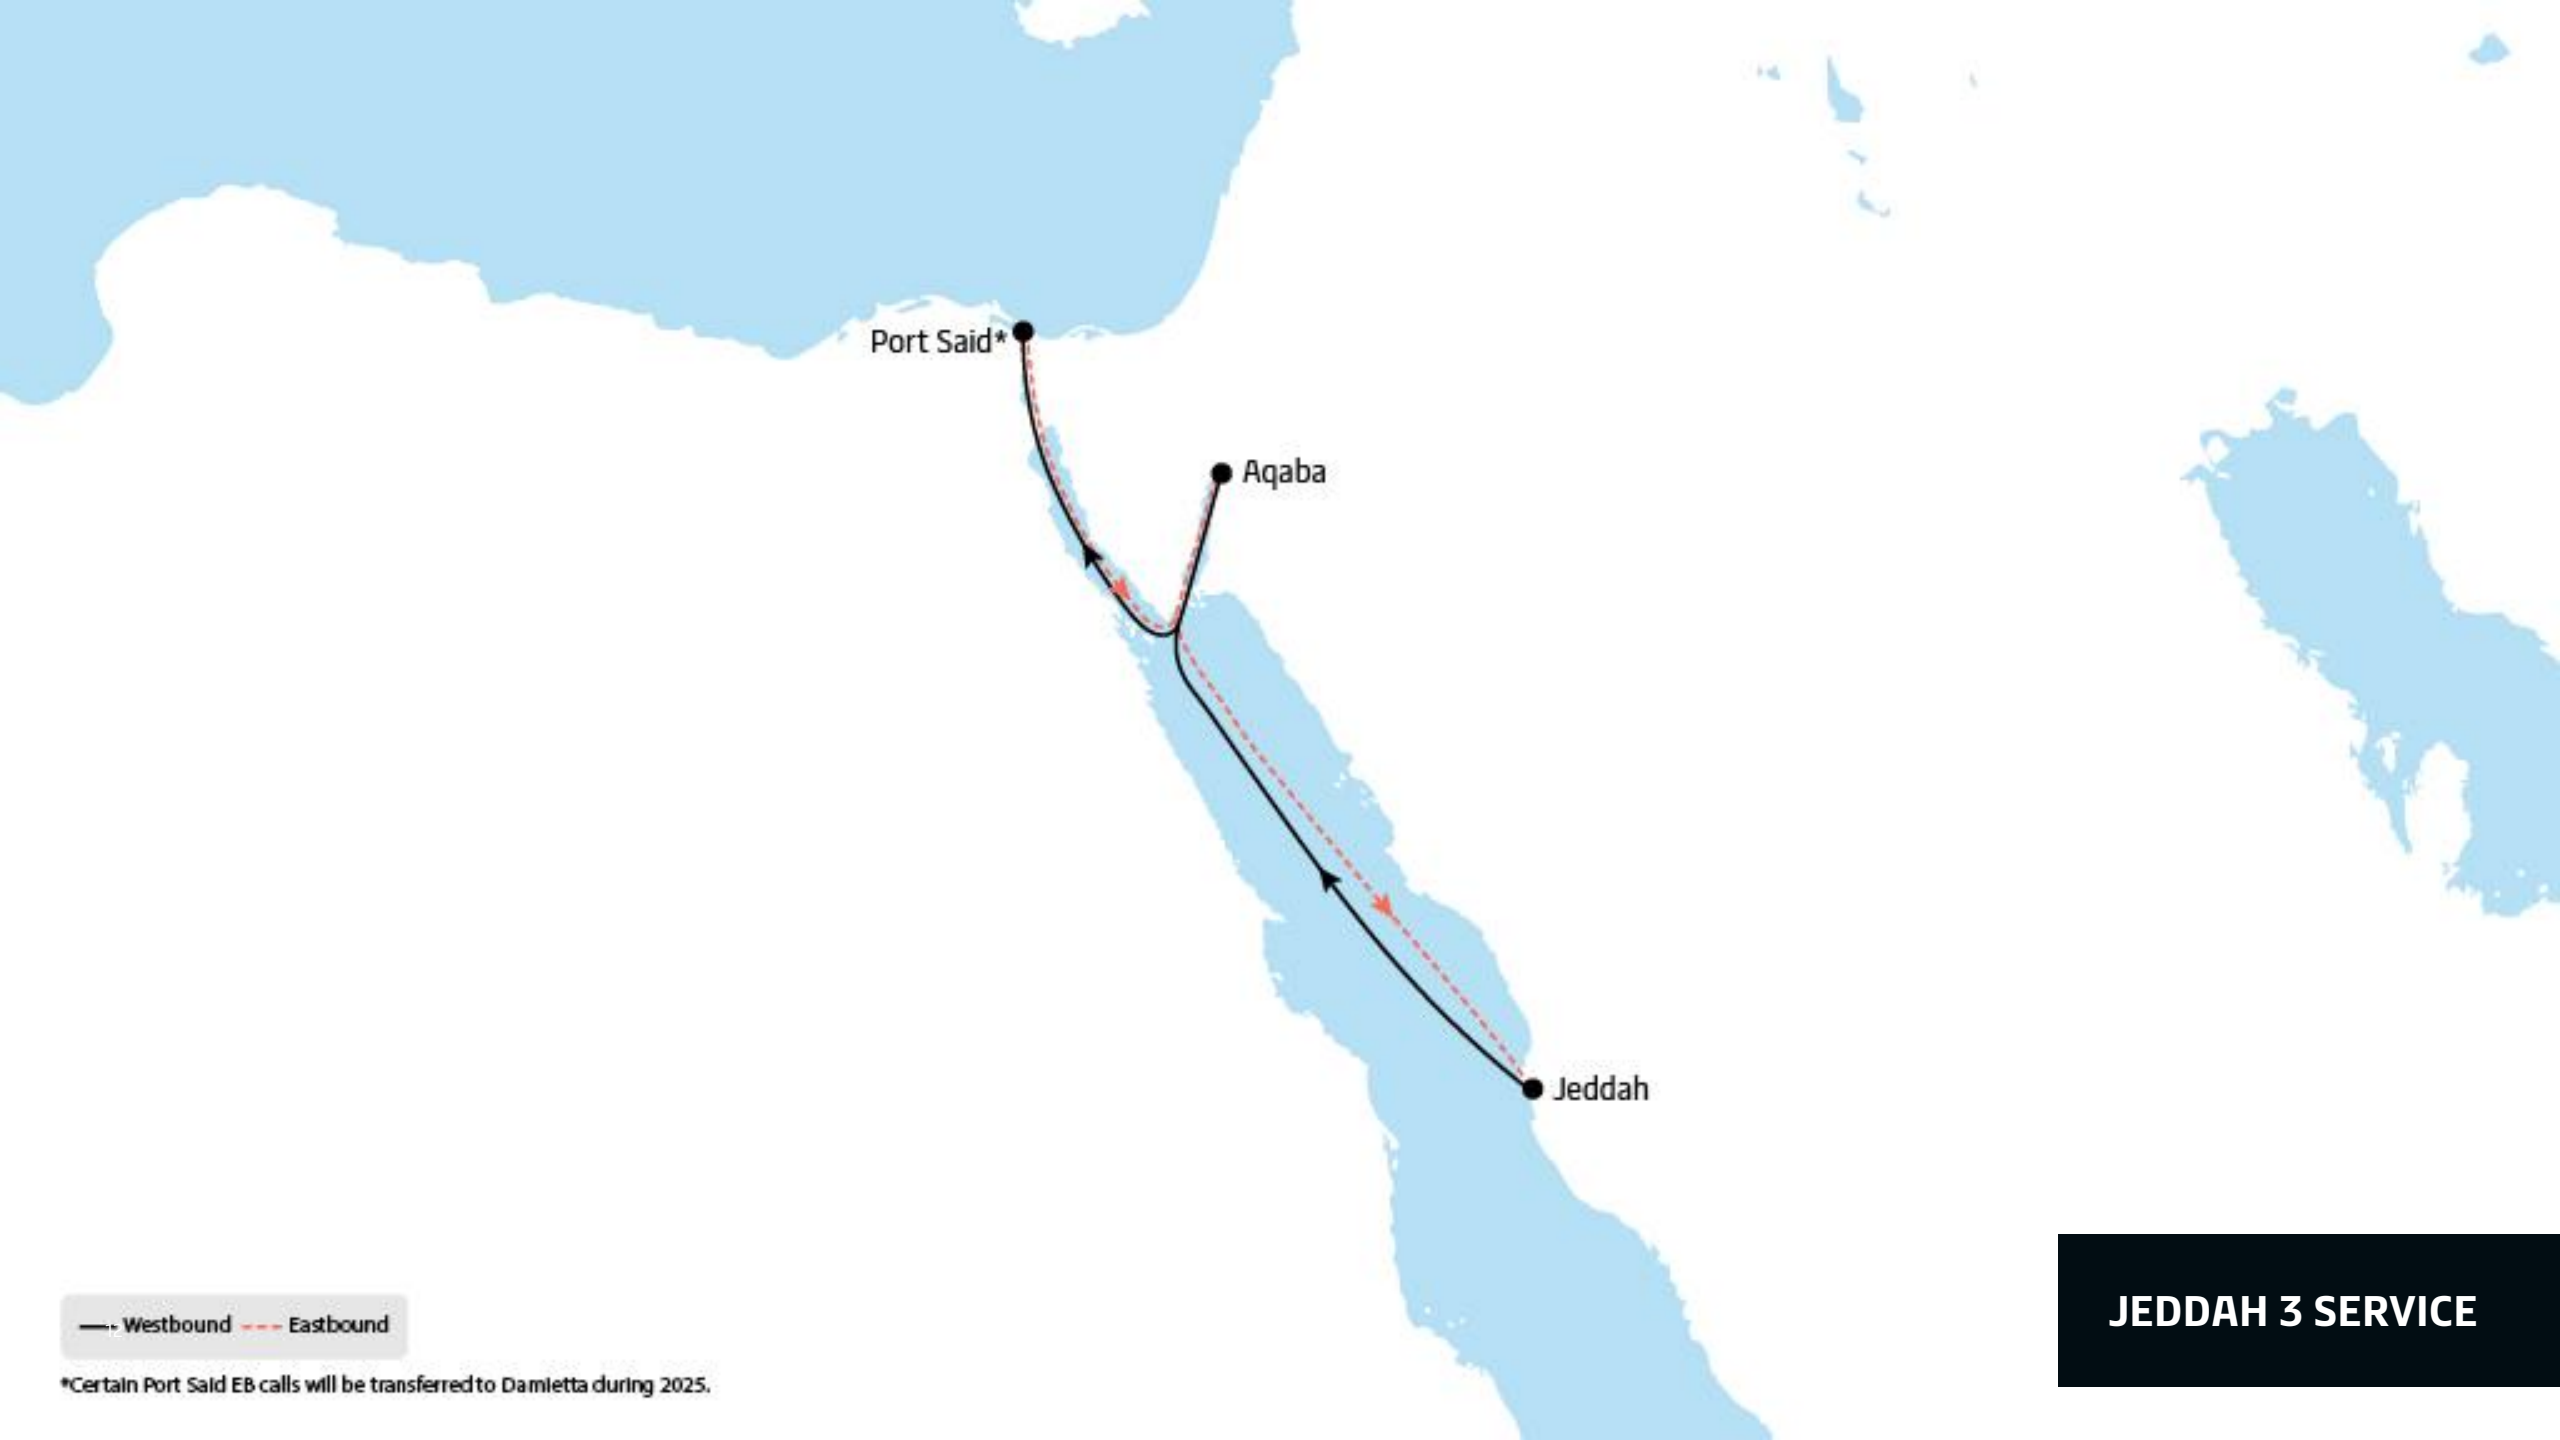 Port Said*
Aqaba
Jeddah
JEDDAH 3 SERVICE
Westbound
Eastbound
*Certain Port Said EB calls will be transferred to Damietta during 2025.